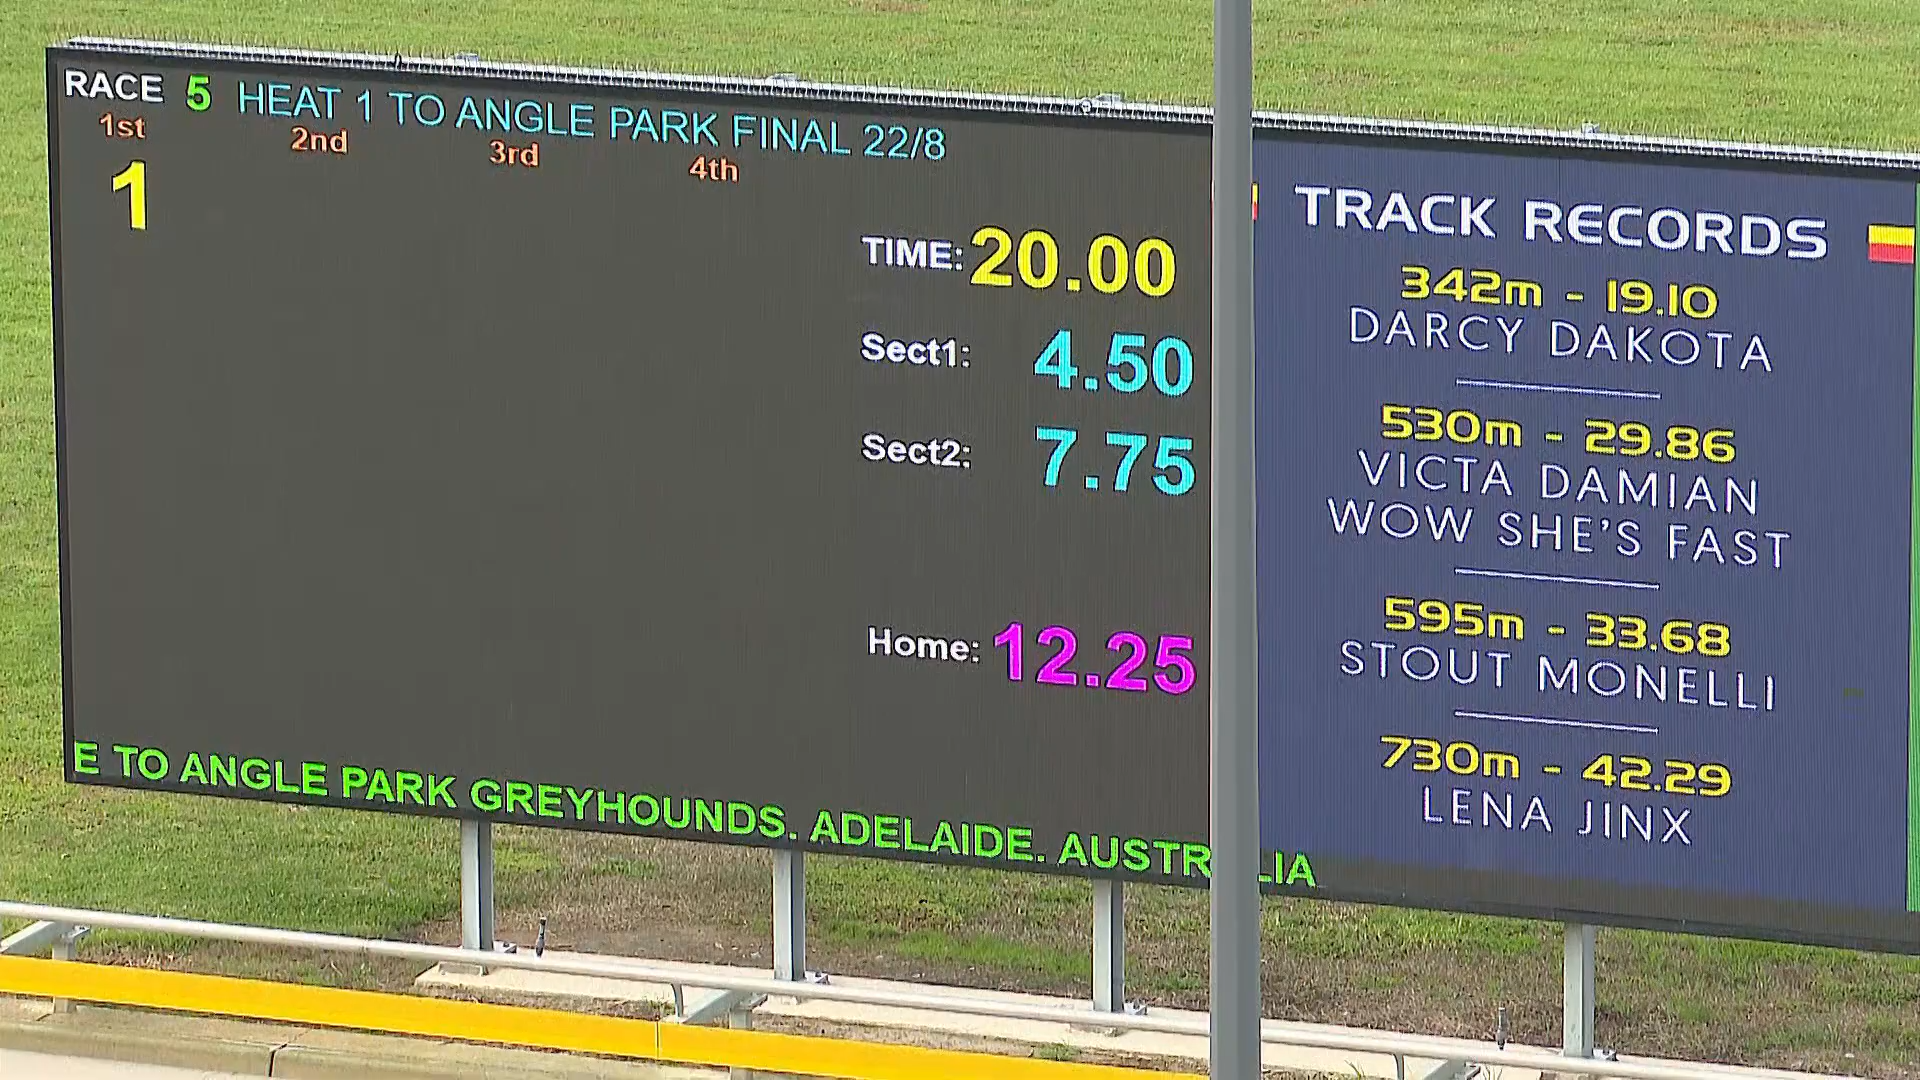 RACE 5 HEAT 1 TO ANGLE PARK FINAL 22/8
1st 2nd 3rd 4th
1
TIME: 20.00
Sect1: 4.50
Sect2: 7.75
Home: 12.25
E TO ANGLE PARK GREYHOUNDS. ADELAIDE. AUSTR LIA
TRACK RECORDS
342m - 19.10
DARCY DAKOTA
530m - 29.86
VICTA DAMIAN
WOW SHE'S FAST
595m - 33.68
STOUT MONELLI
730m - 42.29
LENA JINX